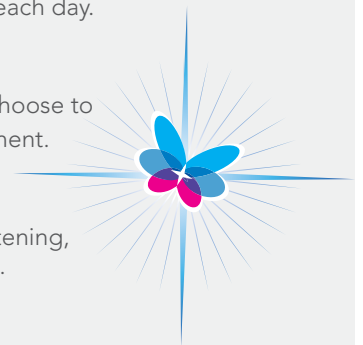 each day.
hoose to
ment.
tening,
.